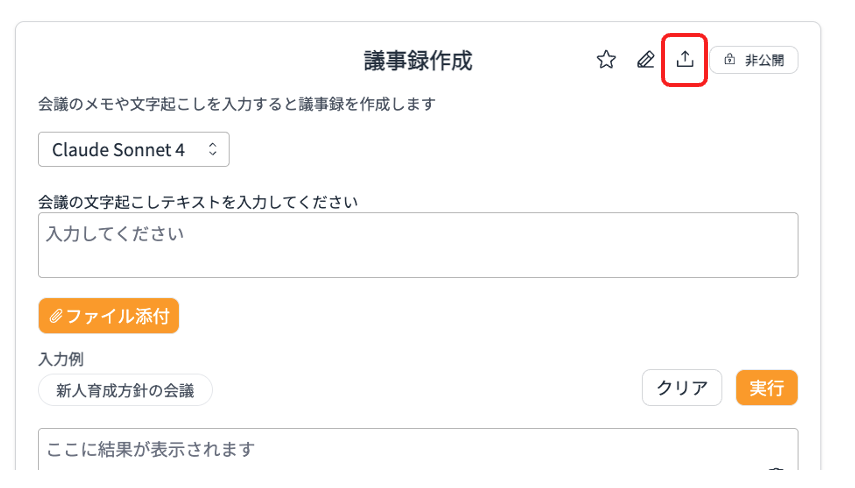 議事録作成
非公開
会議のメモや文字起こしを入力すると議事録を作成します
Claude Sonnet 4
会議の文字起こしテキストを入力してください
入力してください
ファイル添付
入力例
新人育成方針の会議
クリア
実行
ここに結果が表示されます